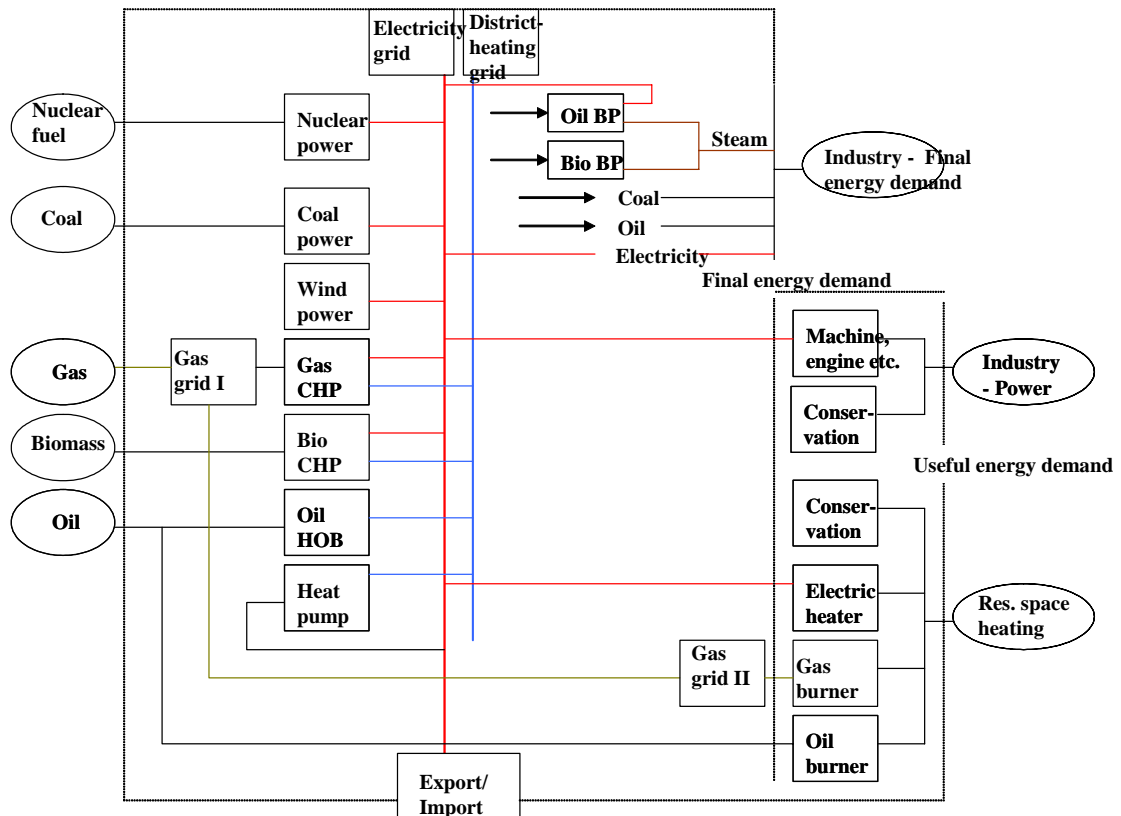 Electricity
grid
District-
heating
grid
Nuclear
fuel
Nuclear
power
Oil BP
Bio BP
Steam
Industry - Final
energy demand
Coal
Coal
power
Coal
Oil
Electricity
Final energy demand
Wind
power
Gas
Gas
grid I
Gas
CHP
Machine,
engine etc.
Industry
- Power
Conser-
vation
Biomass
Bio
CHP
Useful energy demand
Oil
Oil
HOB
Conser-
vation
Heat
pump
Electric
heater
Res. space
heating
Gas
grid II
Gas
burner
Oil
burner
Export/
Import